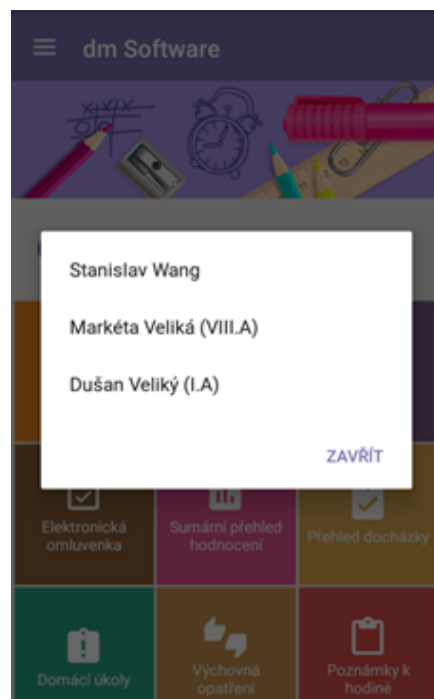 dm Software
Stanislav Wang
Markéta Veliká (VIII.A)
Dušan Veliký (I.A)
ZAVŘÍT
Elektronická
omluvenka
Sumární přehled
hodnocení
Přehled docházky
Domácí úkoly
Výchovná
opatření
Poznámky k
hodině